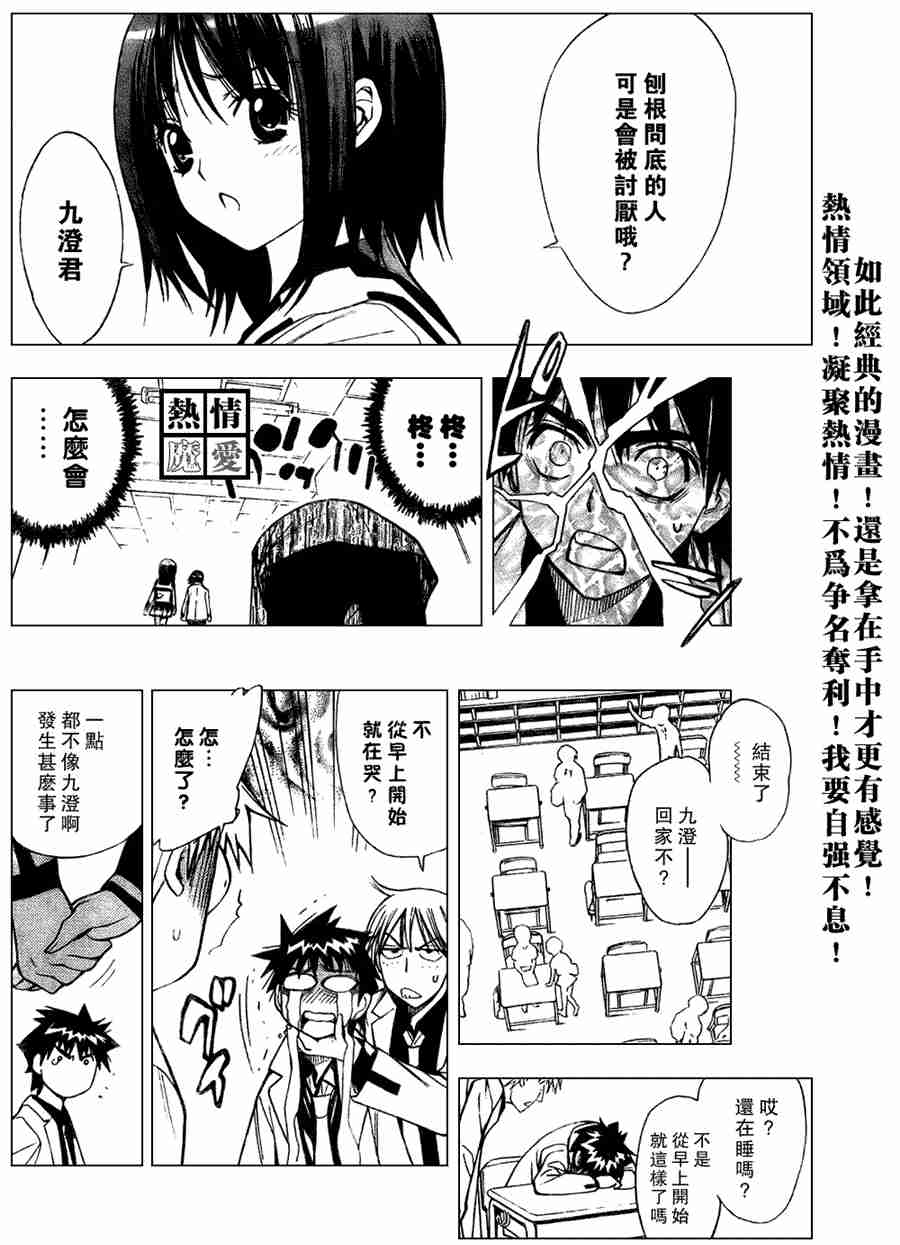 如此經典的漫畫！還是拿在手中才更有感覺！
熱情領域！凝聚熱情！不爲争名奪利！我要自强不息！
刨根問底的人
可是會被討厭哦？
九澄君
柊…
柊…
熱情
魔愛
怎麼會
……
結束了
九澄——
回家不？
哎？
還在睡嗎？
不是
從早上開始
就這樣了嗎
不
從早上開始
就在哭？
怎…
怎麼了？
一點
都不像九澄啊
發生甚麽事了